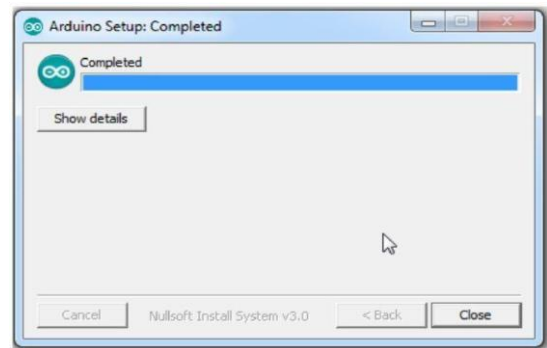 Arduino Setup: Completed
Completed
Show details
Cancel Nullsoft Install System v3.0 < Back Close